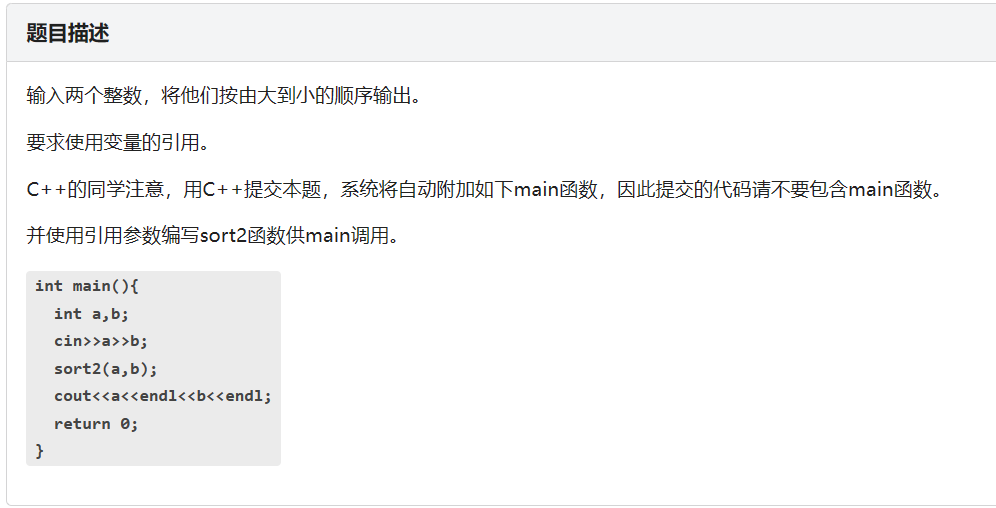 题目描述
输入两个整数，将他们按由大到小的顺序输出。
要求使用变量的引用。
C++的同学注意，用C++提交本题，系统将自动附加如下main函数，因此提交的代码请不要包含main函数。
并使用引用参数编写sort2函数供main调用。
int main(){
  int a,b;
  cin>>a>>b;
  sort2(a,b);
  cout<<a<<endl<<b<<endl;
  return 0;
}